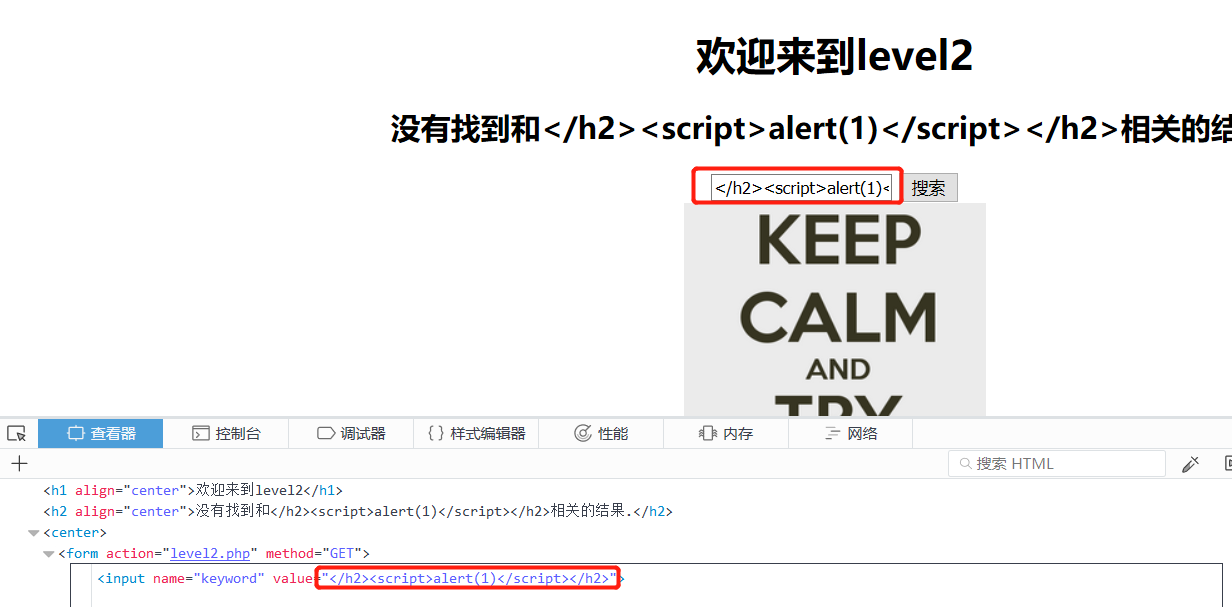 欢迎来到level2
没有找到和</h2><script>alert(1)</script></h2>相关的结
</h2><script>alert(1)< 搜索
KEEP
CALM
AND
TRY
查看器 控制台 调试器 {} 样式编辑器 性能 内存 网络
+ 搜索 HTML
<h1 align="center">欢迎来到level2</h1>
<h2 align="center">没有找到和</h2><script>alert(1)</script></h2>相关的结果.</h2>
<center>
<form action="level2.php" method="GET">
<input name="keyword" value="</h2><script>alert(1)</script></h2>">